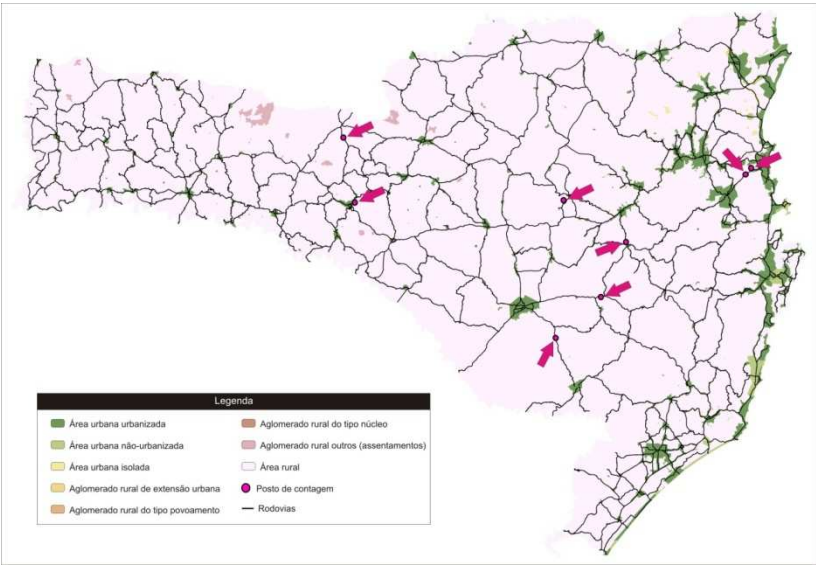 Legenda
Área urbana urbanizada
Área urbana não-urbanizada
Área urbana isolada
Aglomerado rural de extensão urbana
Aglomerado rural do tipo povoamento
Aglomerado rural do tipo núcleo
Aglomerado rural outros (assentamentos)
Área rural
Posto de contagem
Rodovias